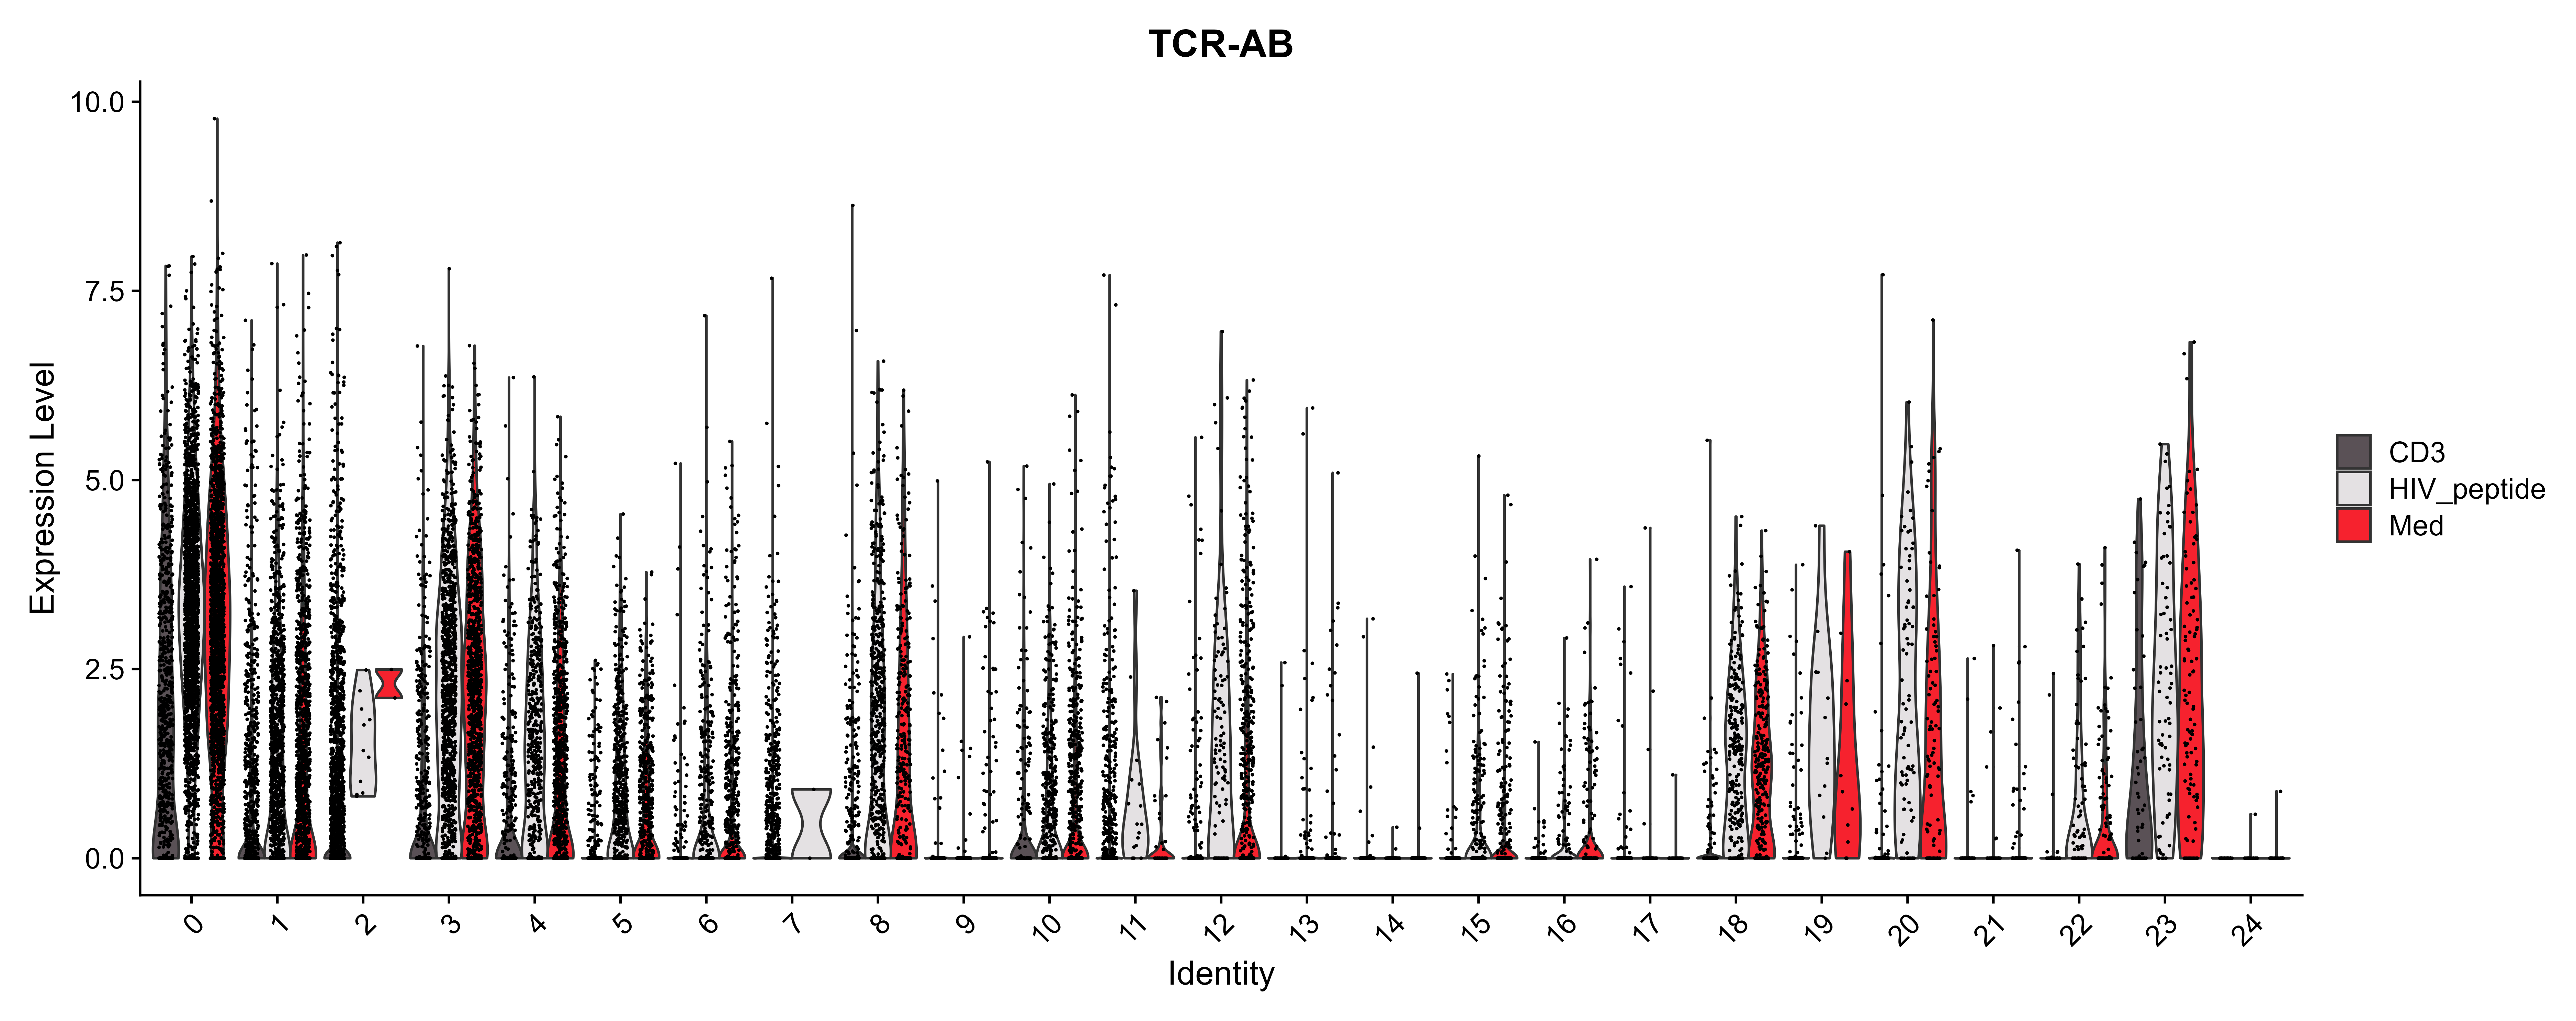 TCR-AB
Expression Level
10.0
7.5
5.0
2.5
0.0
0 1 2 3 4 5 6 7 8 9 10 11 12 13 14 15 16 17 18 19 20 21 22 23 24
Identity
CD3
HIV_peptide
Med